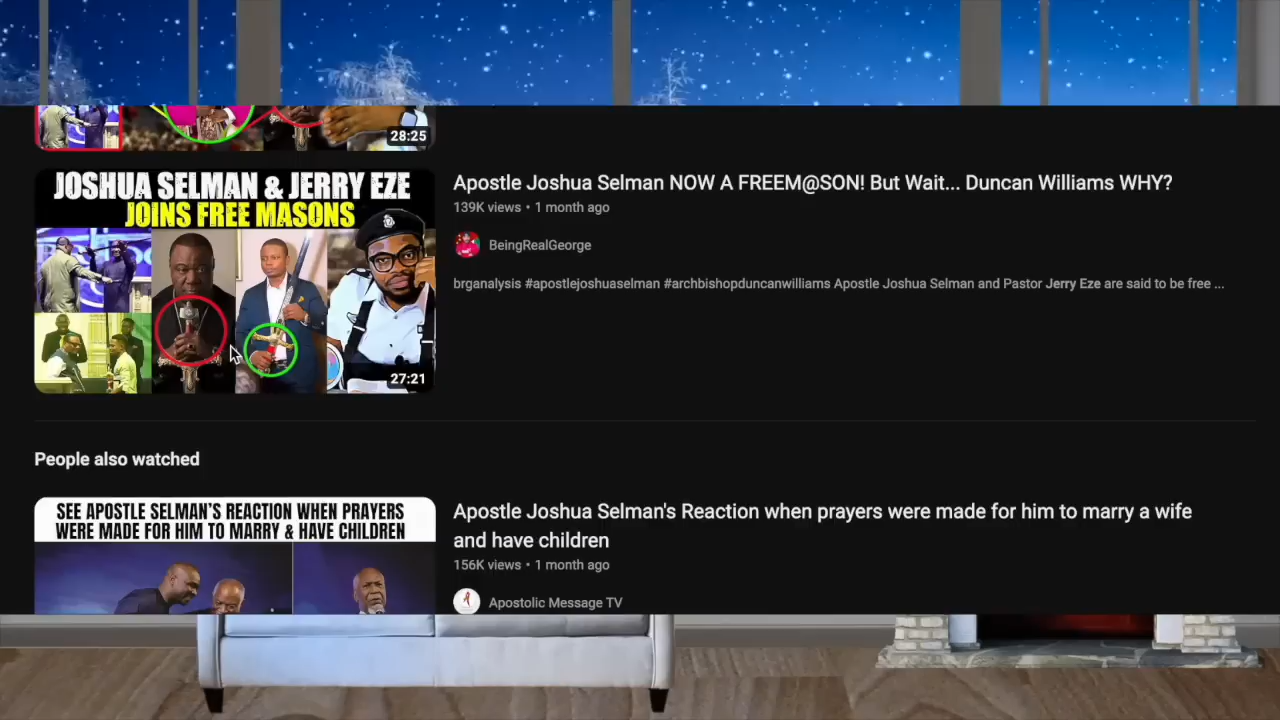 28:25
JOSHUA SELMAN & JERRY EZE
JOINS FREE MASONS
27:21
Apostle Joshua Selman NOW A FREEM@SON! But Wait... Duncan Williams WHY?
139K views • 1 month ago
BeingRealGeorge
brganalysis #apostlejoshuaselman #archbishopduncanwilliams Apostle Joshua Selman and Pastor Jerry Eze are said to be free ...
People also watched
SEE APOSTLE SELMAN'S REACTION WHEN PRAYERS
WERE MADE FOR HIM TO MARRY & HAVE CHILDREN
Apostle Joshua Selman's Reaction when prayers were made for him to marry a wife
and have children
156K views • 1 month ago
Apostolic Message TV